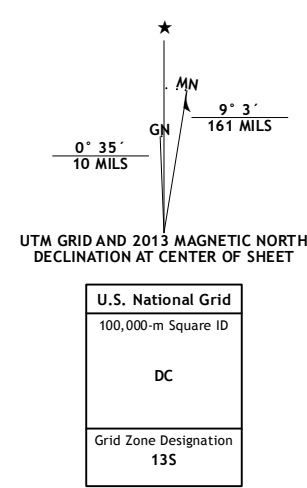 ★
MN
GN
9° 3´
161 MILS
0° 35´
10 MILS
UTM GRID AND 2013 MAGNETIC NORTH
DECLINATION AT CENTER OF SHEET
U.S. National Grid
100,000-m Square ID
DC
Grid Zone Designation
13S